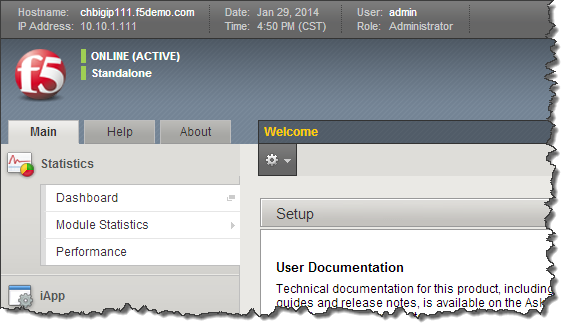 Hostname: chbigip111.f5demo.com Date: Jan 29, 2014 User: admin
IP Address: 10.10.1.111 Time: 4:50 PM (CST) Role: Administrator
f5
ONLINE (ACTIVE)
Standalone
Main Help About
Welcome
Statistics
Dashboard
Module Statistics
Performance
iApp
Setup
User Documentation
Technical documentation for this product, including
guides and release notes, is available on the Ask